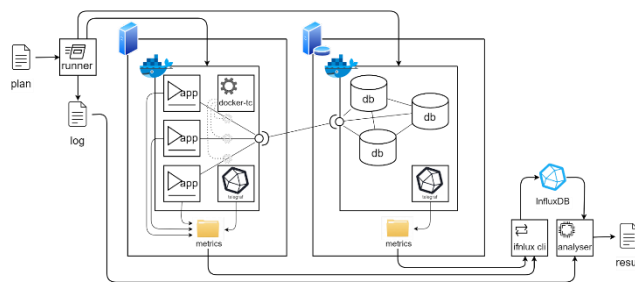 plan
runner
log
app
app
app
docker-tc
telegraf
metrics
db
db
db
telegraf
metrics
InfluxDB
ifnlux cli
analyser
resu